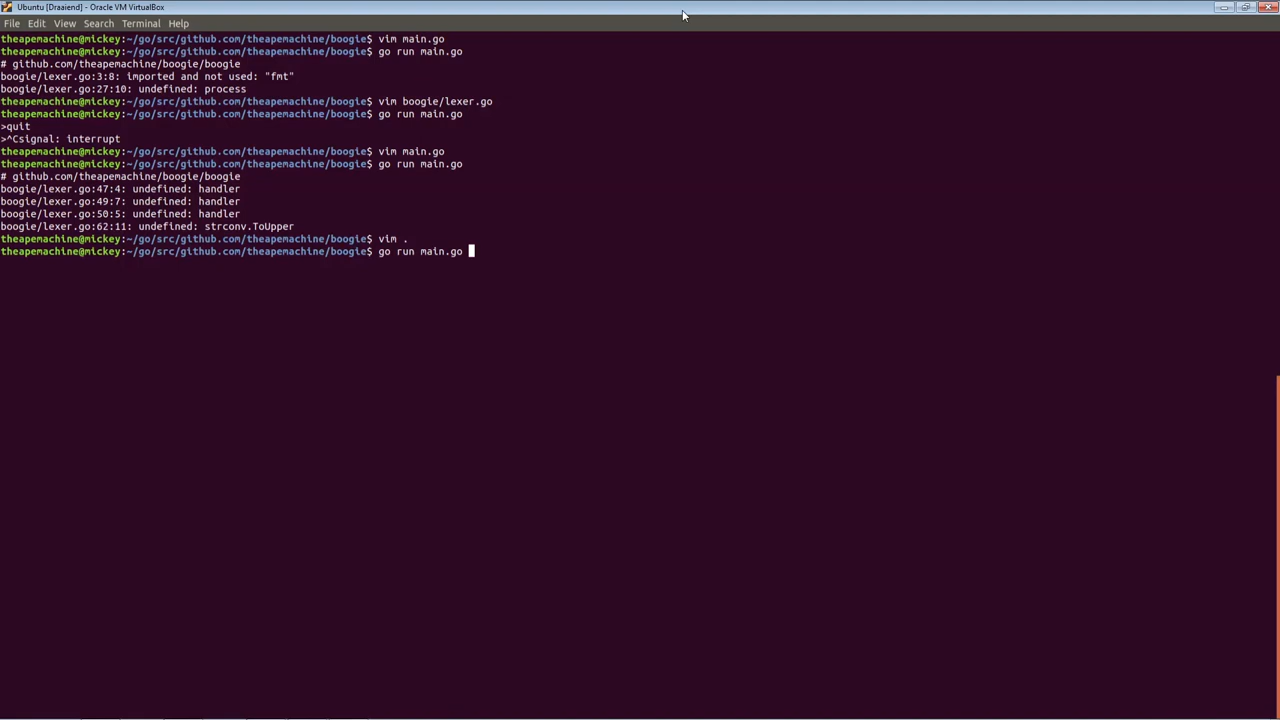 Ubuntu [Draaiend] - Oracle VM VirtualBox
File Edit View Search Terminal Help
theapemachine@mickey:~/go/src/github.com/theapemachine/boogie$ vim main.go
theapemachine@mickey:~/go/src/github.com/theapemachine/boogie$ go run main.go
# github.com/theapemachine/boogie/boogie
boogie/lexer.go:3:8: imported and not used: "fmt"
boogie/lexer.go:27:10: undefined: process
theapemachine@mickey:~/go/src/github.com/theapemachine/boogie$ vim boogie/lexer.go
theapemachine@mickey:~/go/src/github.com/theapemachine/boogie$ go run main.go
>quit
>^Csignal: interrupt
theapemachine@mickey:~/go/src/github.com/theapemachine/boogie$ vim main.go
theapemachine@mickey:~/go/src/github.com/theapemachine/boogie$ go run main.go
# github.com/theapemachine/boogie/boogie
boogie/lexer.go:47:4: undefined: handler
boogie/lexer.go:49:7: undefined: handler
boogie/lexer.go:50:5: undefined: handler
boogie/lexer.go:62:11: undefined: strconv.ToUpper
theapemachine@mickey:~/go/src/github.com/theapemachine/boogie$ vim .
theapemachine@mickey:~/go/src/github.com/theapemachine/boogie$ go run main.go